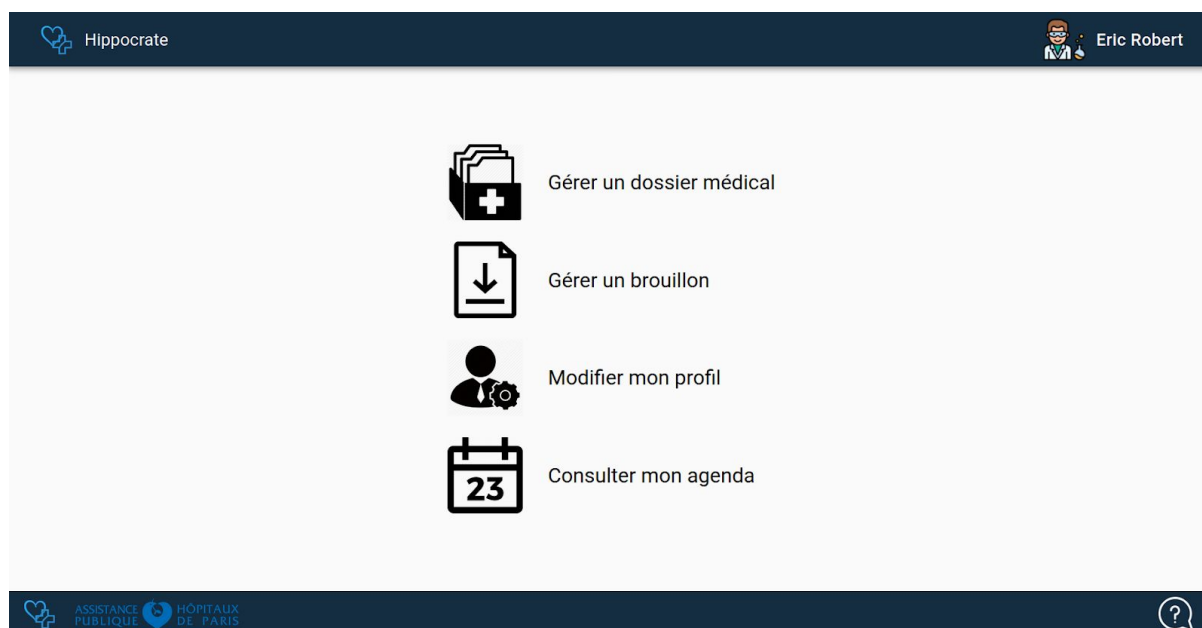 Hippocrate
Eric Robert
Gérer un dossier médical
Gérer un brouillon
Modifier mon profil
23
Consulter mon agenda
ASSISTANCE HÔPITAUX
PUBLIQUE DE PARIS
?